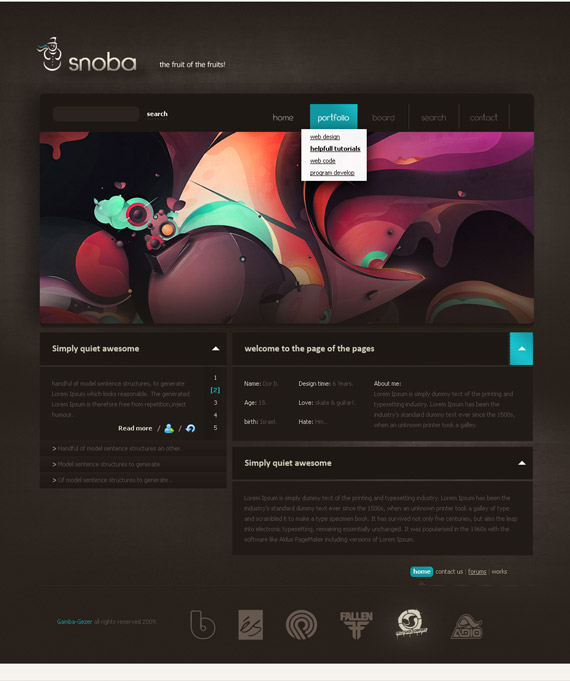 snoba
the fruit of the fruits!
search
home
portfolio
board
search
contact
web design
helpfull tutorials
web code
program develop
Simply quiet awesome
handful of model sentence structures, to generate
Lorem Ipsum which looks reasonable. The generated
Lorem Ipsum is therefore free from repetition,inject
humour.
Read more / /
1
[2]
3
4
5
> Handful of model sentence structures an other.
> Model sentence structures to generate
> Of model sentence structures to generate .
welcome to the page of the pages
Name: Dor b.
Design time: 6 Years.
About me:
Age: 18.
Love: skate & guitar!.
birth: Israel.
Hate: Hm..
Lorem Ipsum is simply dummy text of the printing and
typesetting industry. Lorem Ipsum has been the
industry's standard dummy text ever since the 1500s,
when an unknown printer took a galley.
Simply quiet awesome
Lorem Ipsum is simply dummy text of the printing and typesetting industry. Lorem Ipsum has been the
industry's standard dummy text ever since the 1500s, when an unknown printer took a galley of type
and scrambled it to make a type specimen book. It has survived not only five centuries, but also the leap
into electronic typesetting, remaining essentially unchanged. It was popularised in the 1960s with the
software like Aldus PageMaker including versions of Lorem Ipsum.
home contact us | forums | works
Gamba-Gezer all rights reserved 2009.
éS
FALLEN
ADIO